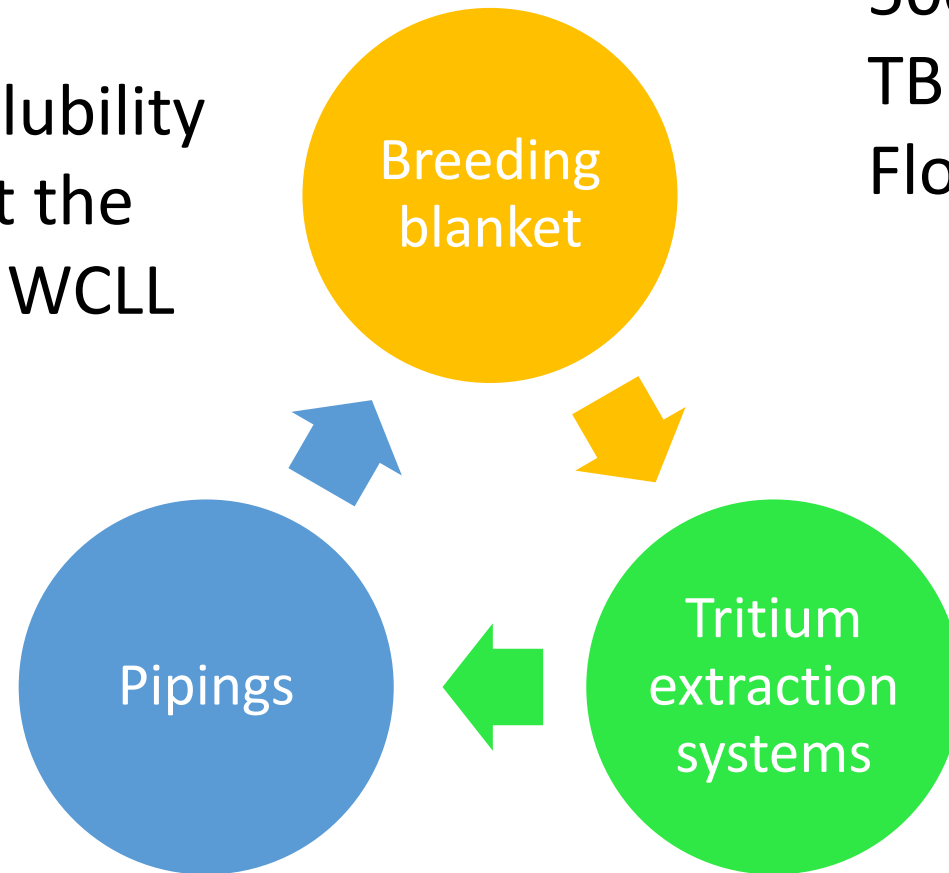 lubility
t the
WCLL
TB
Flo
Breeding
blanket
Pipings
Tritium
extraction
systems